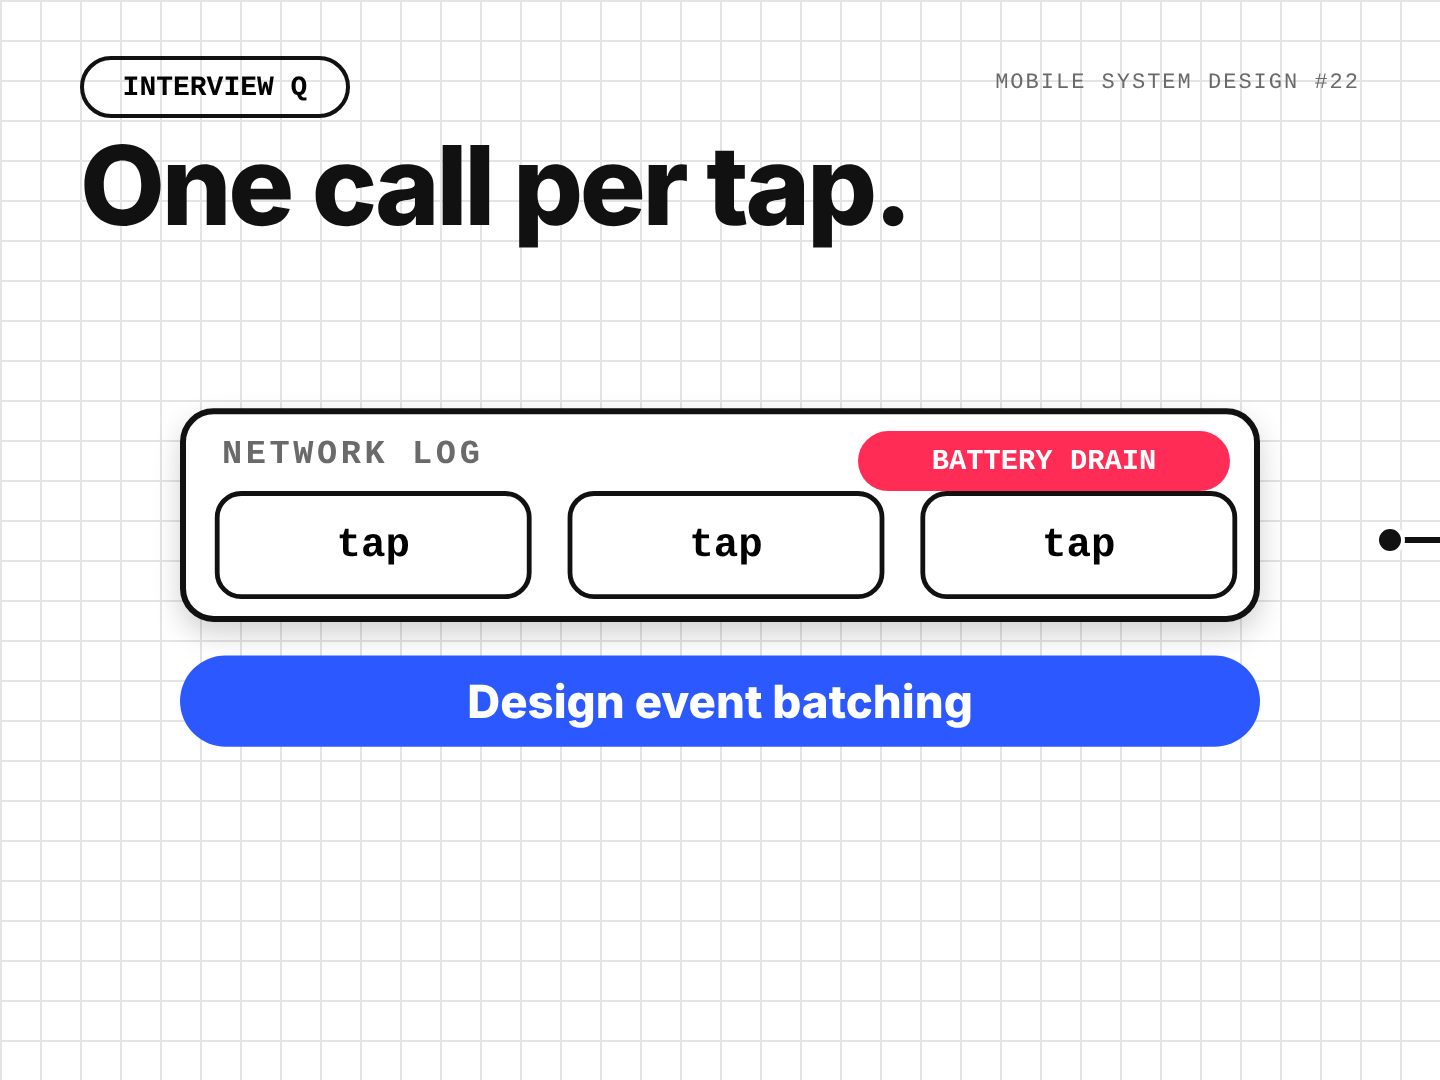 INTERVIEW Q
MOBILE SYSTEM DESIGN #22
One call per tap.
NETWORK LOG
BATTERY DRAIN
tap
tap
tap
Design event batching